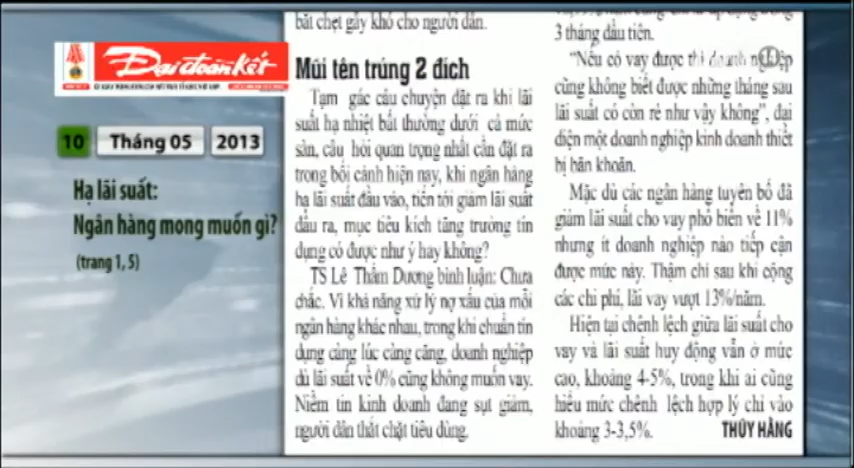 Đại đoàn Kết
10 Tháng 05 2013
Hạ lãi suất:
Ngân hàng mong muốn gì?
(trang 1, 5)
bắt chẹt gây khó cho người dân.
Mũi tên trúng 2 đích
Tạm gác câu chuyện đặt ra khi lãi
suất hạ nhiệt bất thường dưới cả mức
sàn, câu hỏi quan trọng nhất cần đặt ra
trong bối cảnh hiện nay, khi ngân hàng
hạ lãi suất đầu vào, tiến tới giảm lãi suất
đầu ra, mục tiêu kích tăng trưởng tín
dụng có được như ý hay không?
TS Lê Thẩm Dương bình luận: Chưa
chắc. Vì khả năng xử lý nợ xấu của mỗi
ngân hàng khác nhau, trong khi chuẩn tín
dụng càng lúc càng căng, doanh nghiệp
dù lãi suất về 0% cũng không muốn vay.
Niềm tin kinh doanh đang sụt giảm,
người dân thắt chặt tiêu dùng.
3 tháng đầu tiên.
“Nếu có vay được thì doanh nghiệp
cũng không biết được những tháng sau
lãi suất có còn rẻ như vậy không”, đại
diện một doanh nghiệp kinh doanh thiết
bị băn khoăn.
Mặc dù các ngân hàng tuyên bố đã
giảm lãi suất cho vay phổ biến về 11%
nhưng ít doanh nghiệp nào tiếp cận
được mức này. Thậm chí sau khi cộng
các chi phí, lãi vay vượt 13%/năm.
Hiện tại chênh lệch giữa lãi suất cho
vay và lãi suất huy động vẫn ở mức
cao, khoảng 4-5%, trong khi ai cũng
hiểu mức chênh lệch hợp lý chỉ vào
khoảng 3-3,5%. THÚY HẰNG